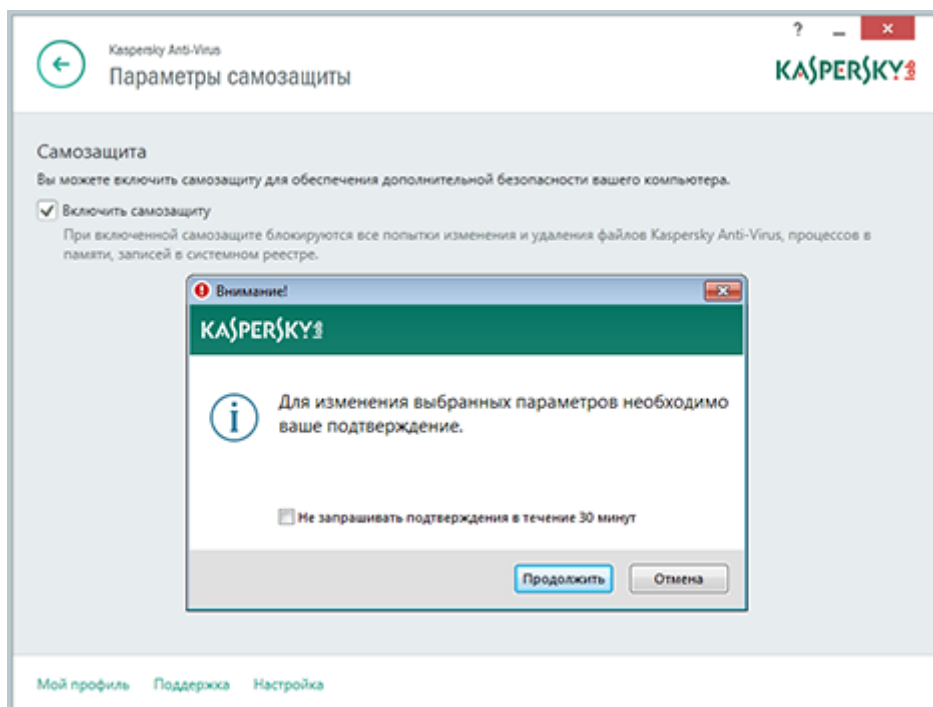 ?
Kaspersky Anti-Virus
Параметры самозащиты
KASPERSKY lab
Самозащита
Вы можете включить самозащиту для обеспечения дополнительной безопасности вашего компьютера.
Включить самозащиту
При включенной самозащите блокируются все попытки изменения и удаления файлов Kaspersky Anti-Virus, процессов в
памяти, записей в системном реестре.
Внимание!
KASPERSKY lab
Для изменения выбранных параметров необходимо
ваше подтверждение.
Не запрашивать подтверждения в течение 30 минут
Продолжить
Отмена
Мой профиль Поддержка Настройка